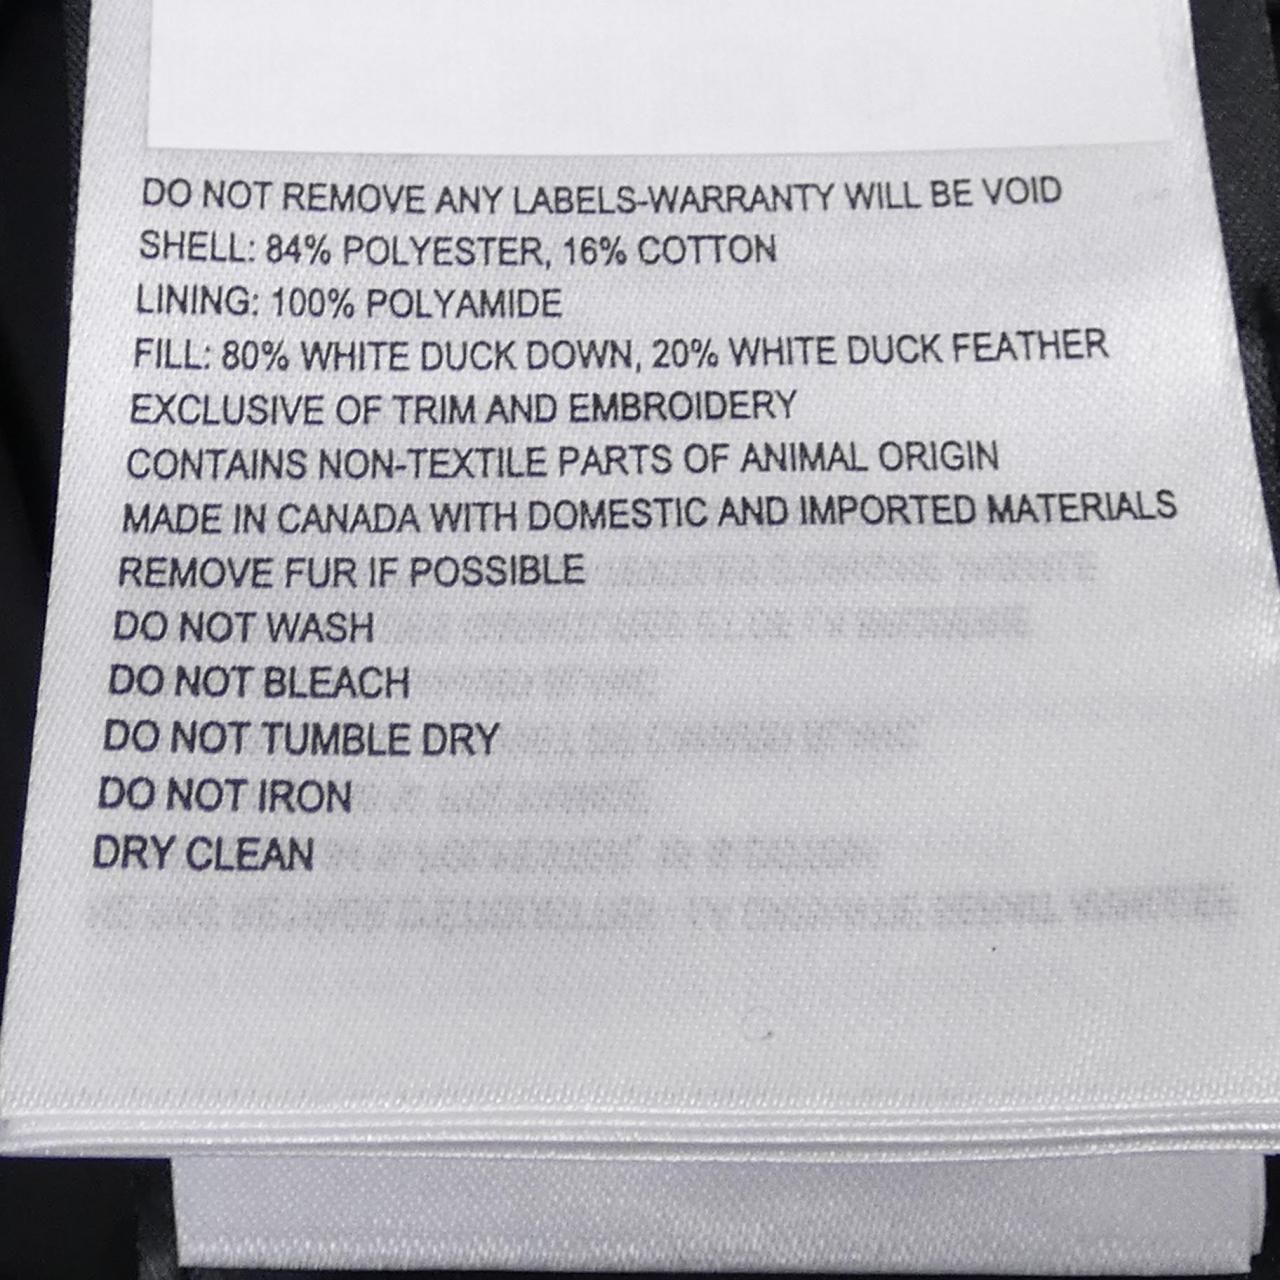 DO NOT REMOVE ANY LABELS-WARRANTY WILL BE VOID
SHELL: 84% POLYESTER, 16% COTTON
LINING: 100% POLYAMIDE
FILL: 80% WHITE DUCK DOWN, 20% WHITE DUCK FEATHER
EXCLUSIVE OF TRIM AND EMBROIDERY
CONTAINS NON-TEXTILE PARTS OF ANIMAL ORIGIN
MADE IN CANADA WITH DOMESTIC AND IMPORTED MATERIALS
REMOVE FUR IF POSSIBLE
DO NOT WASH
DO NOT BLEACH
DO NOT TUMBLE DRY
DO NOT IRON
DRY CLEAN